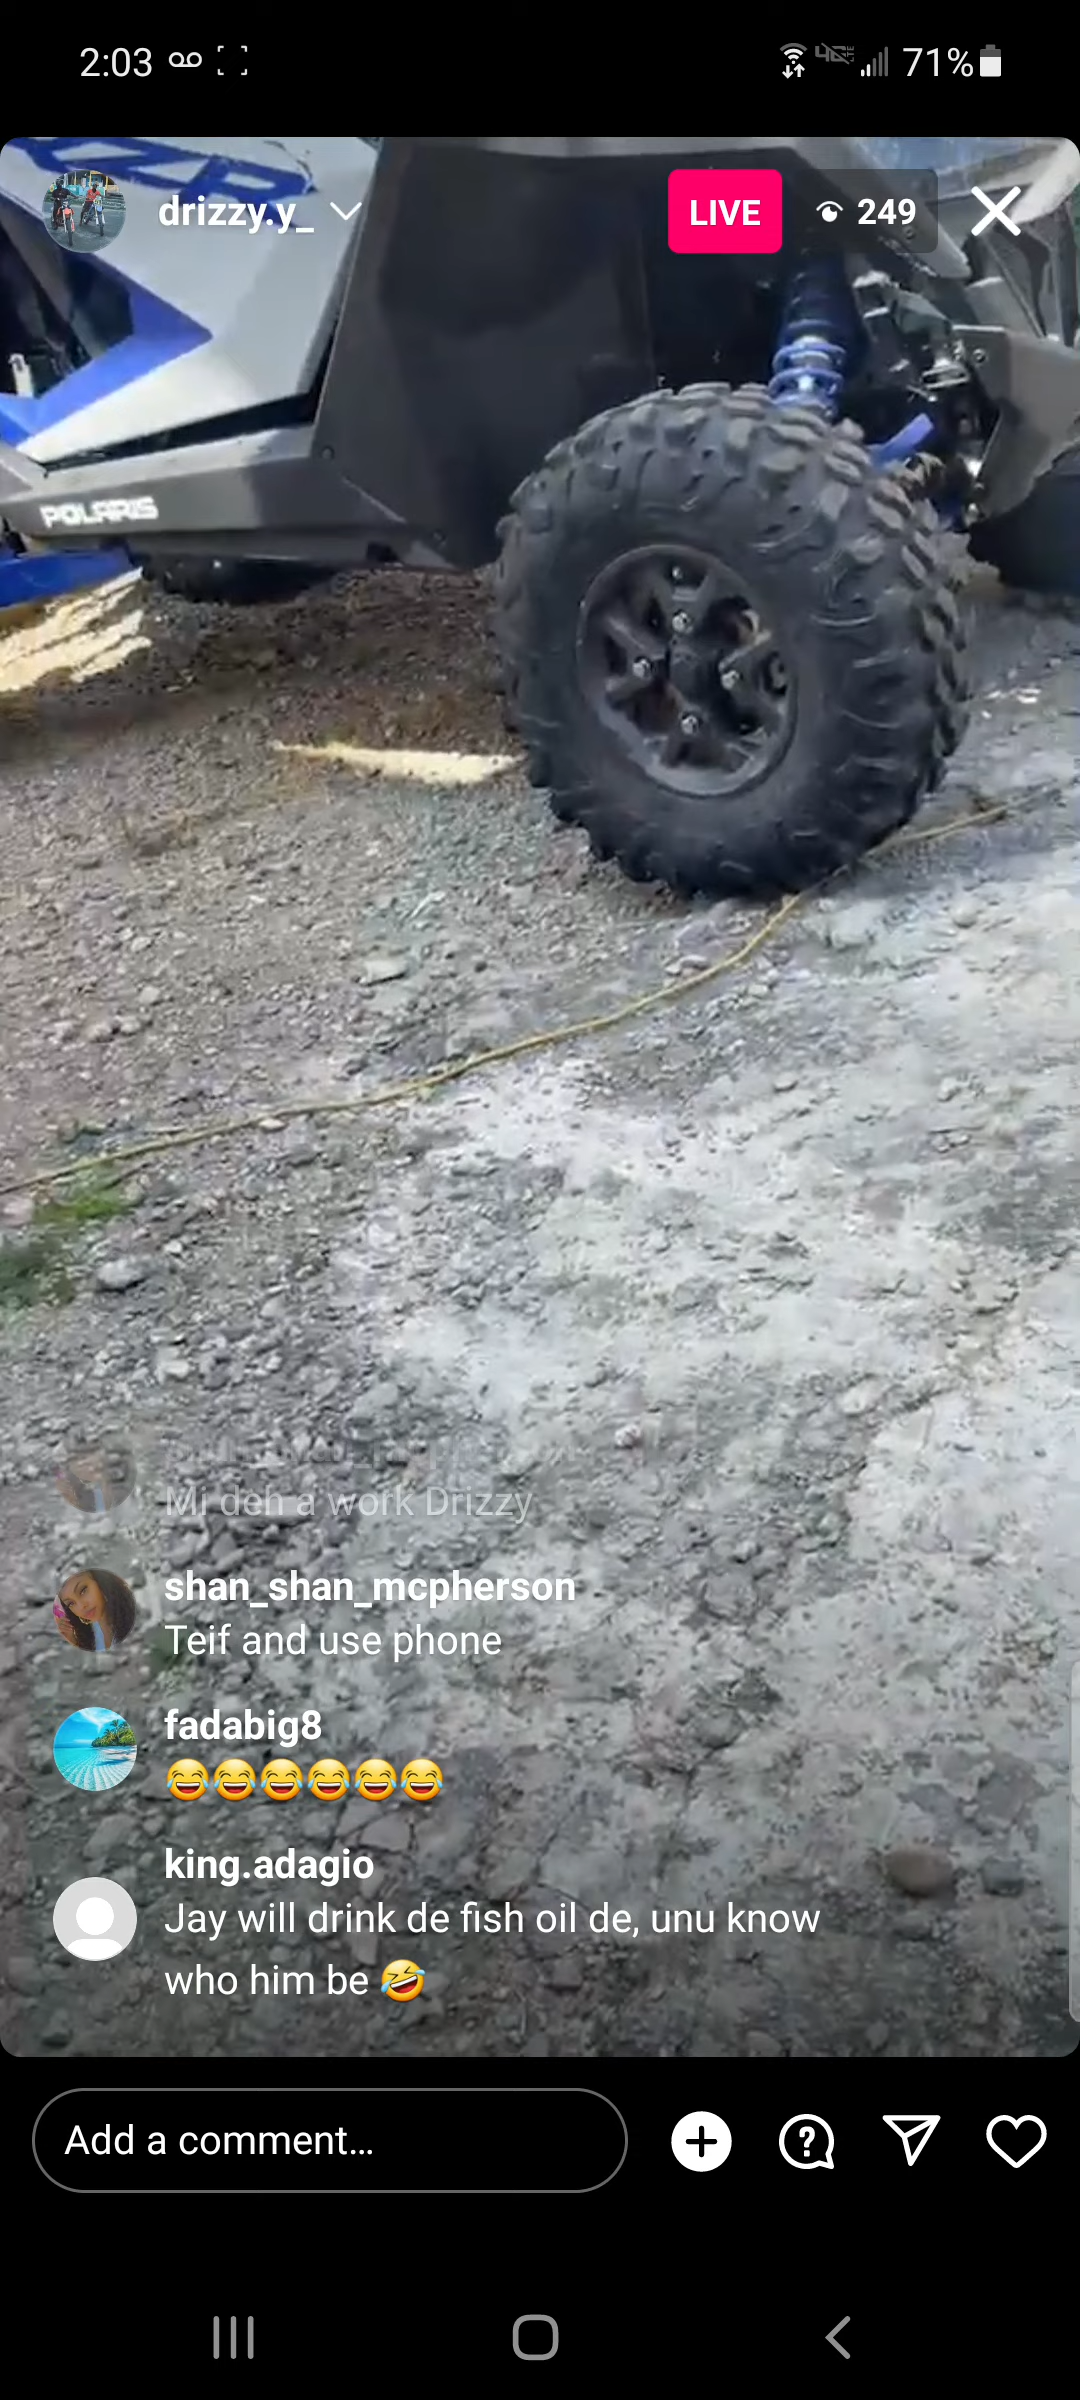 2:03
71%
drizzy.y_
LIVE
249
POLARIS
Mi deh a work Drizzy
shan_shan_mcpherson
Teif and use phone
fadabig8
😂😂😂😂😂😂
king.adagio
Jay will drink de fish oil de, unu know
who him be 🤣
Add a comment...